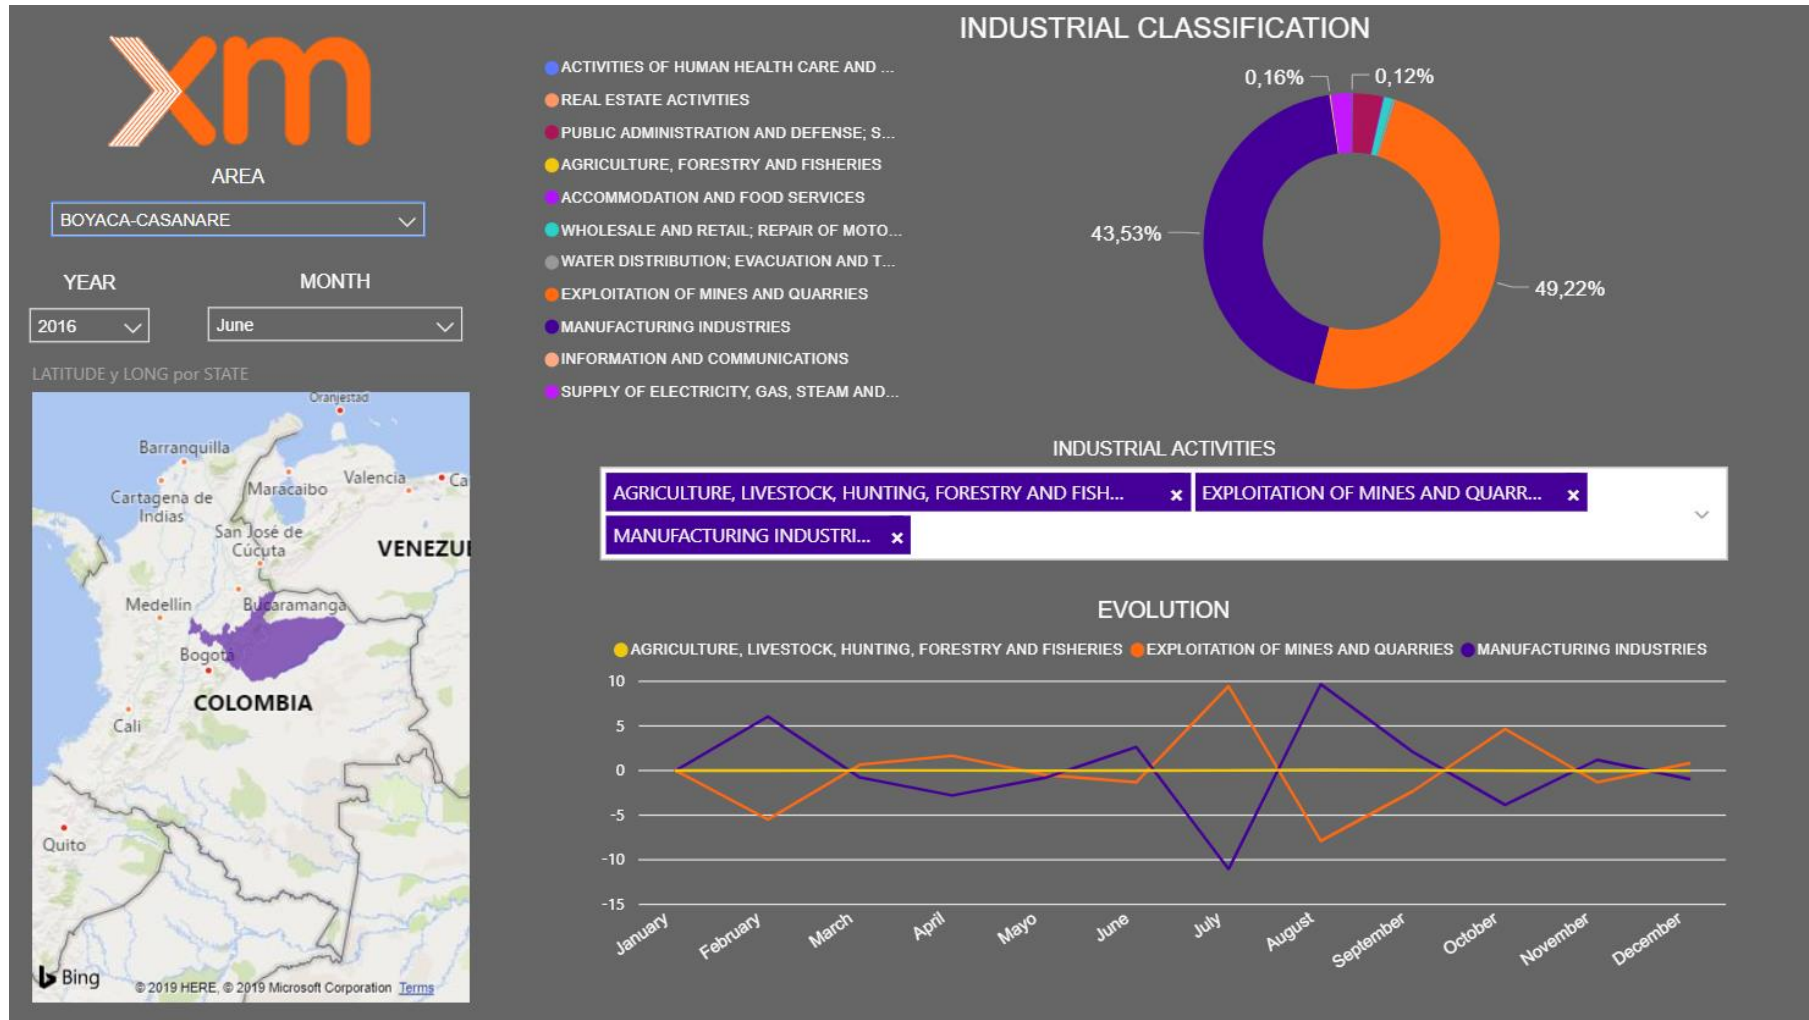 xm
AREA
BOYACA-CASANARE
YEAR
MONTH
2016
June
LATITUDE y LONG por STATE
Oranjestad
Barranquilla
Cartagena de
Indias
Maracaibo
Valencia
Ca
San José de
Cúcuta
VENEZUE
Medellín
Bucaramanga
Bogotá
COLOMBIA
Cali
Quito
Bing
© 2019 HERE, © 2019 Microsoft Corporation Terms
INDUSTRIAL CLASSIFICATION
ACTIVITIES OF HUMAN HEALTH CARE AND ...
REAL ESTATE ACTIVITIES
PUBLIC ADMINISTRATION AND DEFENSE; S...
AGRICULTURE, FORESTRY AND FISHERIES
ACCOMMODATION AND FOOD SERVICES
WHOLESALE AND RETAIL; REPAIR OF MOTO...
WATER DISTRIBUTION; EVACUATION AND T...
EXPLOITATION OF MINES AND QUARRIES
MANUFACTURING INDUSTRIES
INFORMATION AND COMMUNICATIONS
SUPPLY OF ELECTRICITY, GAS, STEAM AND...
0,16%
0,12%
43,53%
49,22%
INDUSTRIAL ACTIVITIES
AGRICULTURE, LIVESTOCK, HUNTING, FORESTRY AND FISH... × EXPLOITATION OF MINES AND QUARR... ×
MANUFACTURING INDUSTRI... ×
EVOLUTION
AGRICULTURE, LIVESTOCK, HUNTING, FORESTRY AND FISHERIES EXPLOITATION OF MINES AND QUARRIES MANUFACTURING INDUSTRIES
10
5
0
-5
-10
-15
January
February
March
April
Mayo
June
July
August
September
October
November
December